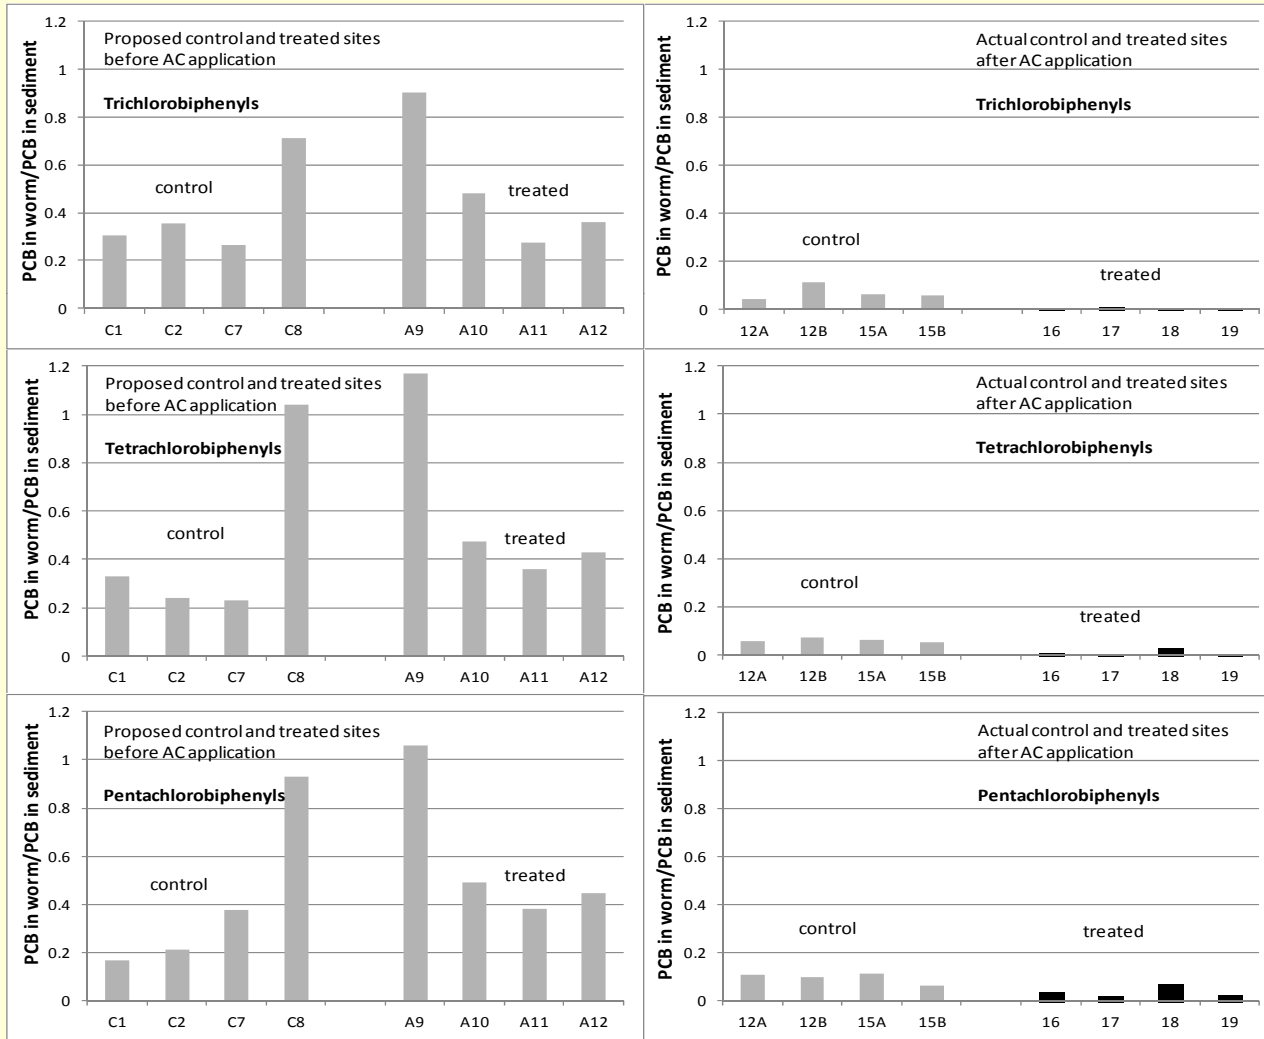 PCB in worm/PCB in sediment
1.2
1
0.8
0.6
0.4
0.2
0
Proposed control and treated sites
before AC application
Trichlorobiphenyls
control
treated
C1 C2 C7 C8 A9 A10 A11 A12
PCB in worm/PCB in sediment
1.2
1
0.8
0.6
0.4
0.2
0
Actual control and treated sites
after AC application
Trichlorobiphenyls
control
treated
12A 12B 15A 15B 16 17 18 19
PCB in worm/PCB in sediment
1.2
1
0.8
0.6
0.4
0.2
0
Proposed control and treated sites
before AC application
Tetrachlorobiphenyls
control
treated
C1 C2 C7 C8 A9 A10 A11 A12
PCB in worm/PCB in sediment
1.2
1
0.8
0.6
0.4
0.2
0
Actual control and treated sites
after AC application
Tetrachlorobiphenyls
control
treated
12A 12B 15A 15B 16 17 18 19
PCB in worm/PCB in sediment
1.2
1
0.8
0.6
0.4
0.2
0
Proposed control and treated sites
before AC application
Pentachlorobiphenyls
control
treated
C1 C2 C7 C8 A9 A10 A11 A12
PCB in worm/PCB in sediment
1.2
1
0.8
0.6
0.4
0.2
0
Actual control and treated sites
after AC application
Pentachlorobiphenyls
control
treated
12A 12B 15A 15B 16 17 18 19